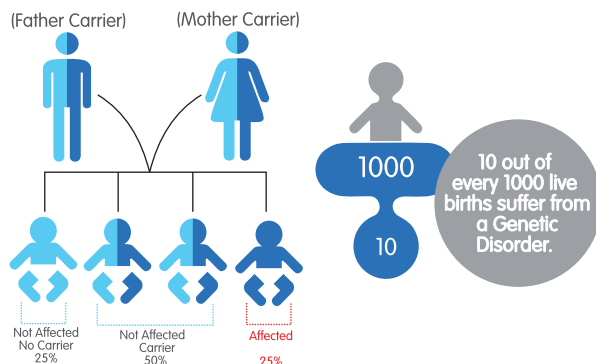 (Father Carrier)
(Mother Carrier)
Not Affected
No Carrier
25%
Not Affected
Carrier
50%
Affected
25%
1000
10
10 out of
every 1000 live
births suffer from
a Genetic
Disorder.